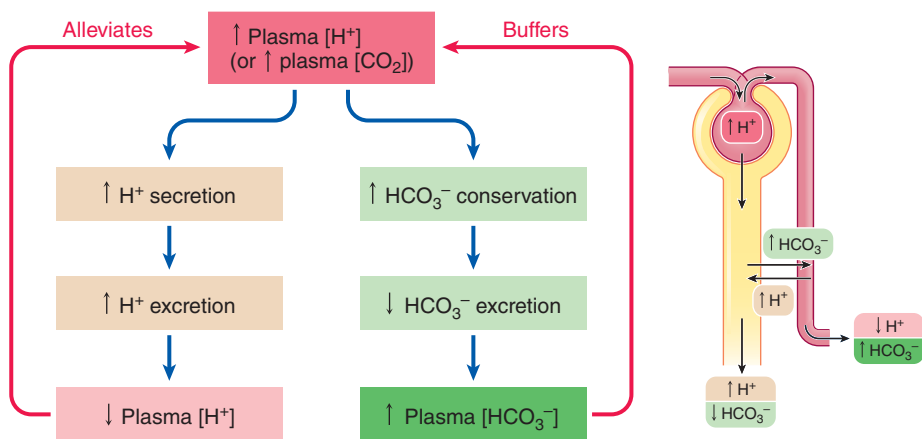 Alleviates
Buffers
↑ Plasma [H⁺]
(or ↑ plasma [CO₂])
↑ H⁺ secretion
↑ HCO₃⁻ conservation
↑ H⁺ excretion
↓ HCO₃⁻ excretion
↓ Plasma [H⁺]
↑ Plasma [HCO₃⁻]
↑ H⁺
↑ HCO₃⁻
↑ H⁺
↓ H⁺
↑ HCO₃⁻
↑ H⁺
↓ HCO₃⁻